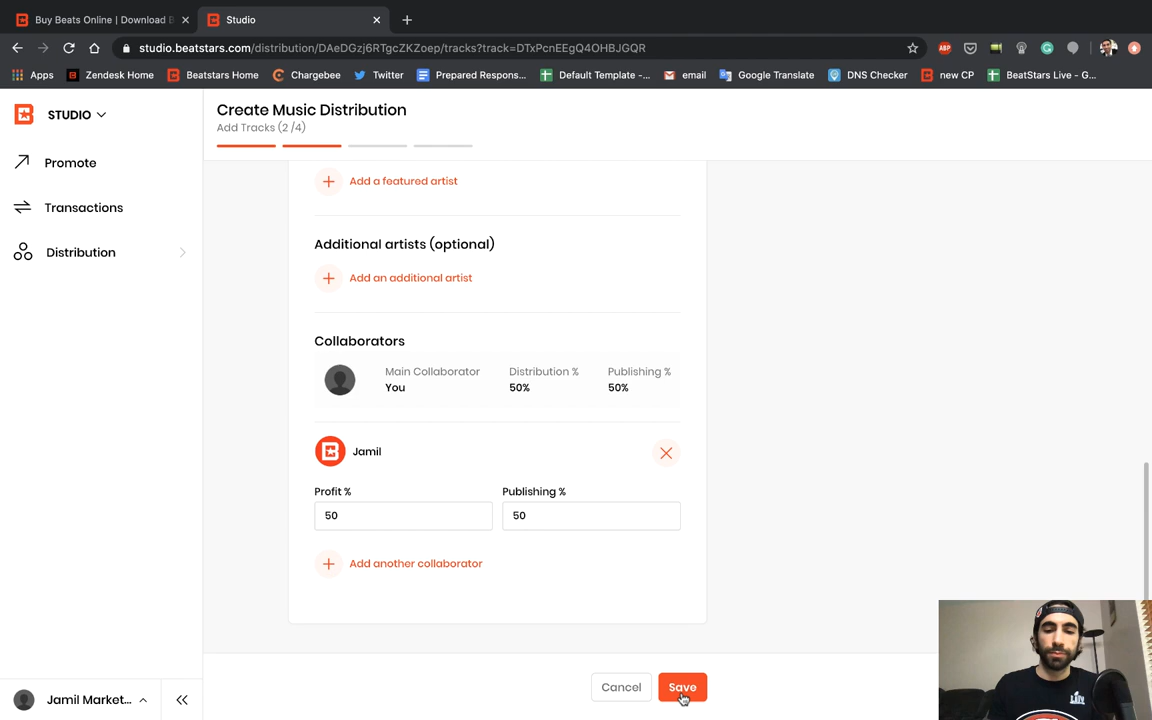 Buy Beats Online | Download B
Studio
studio.beatstars.com/distribution/DAeDGzj6RTgcZKZoep/tracks?track=DTxPcnEEgQ4OHBJGQR
ABP
Apps
Zendesk Home
Beatstars Home
Chargebee
Twitter
Prepared Respons...
Default Template -...
email
Google Translate
DNS Checker
new CP
BeatStars Live - G...
STUDIO
Promote
Transactions
Distribution
Create Music Distribution
Add Tracks (2 /4)
Add a featured artist
Additional artists (optional)
Add an additional artist
Collaborators
Main Collaborator
You
Distribution %
50%
Publishing %
50%
Jamil
Profit %
50
Publishing %
50
Add another collaborator
Cancel
Save
Jamil Market...
LIV